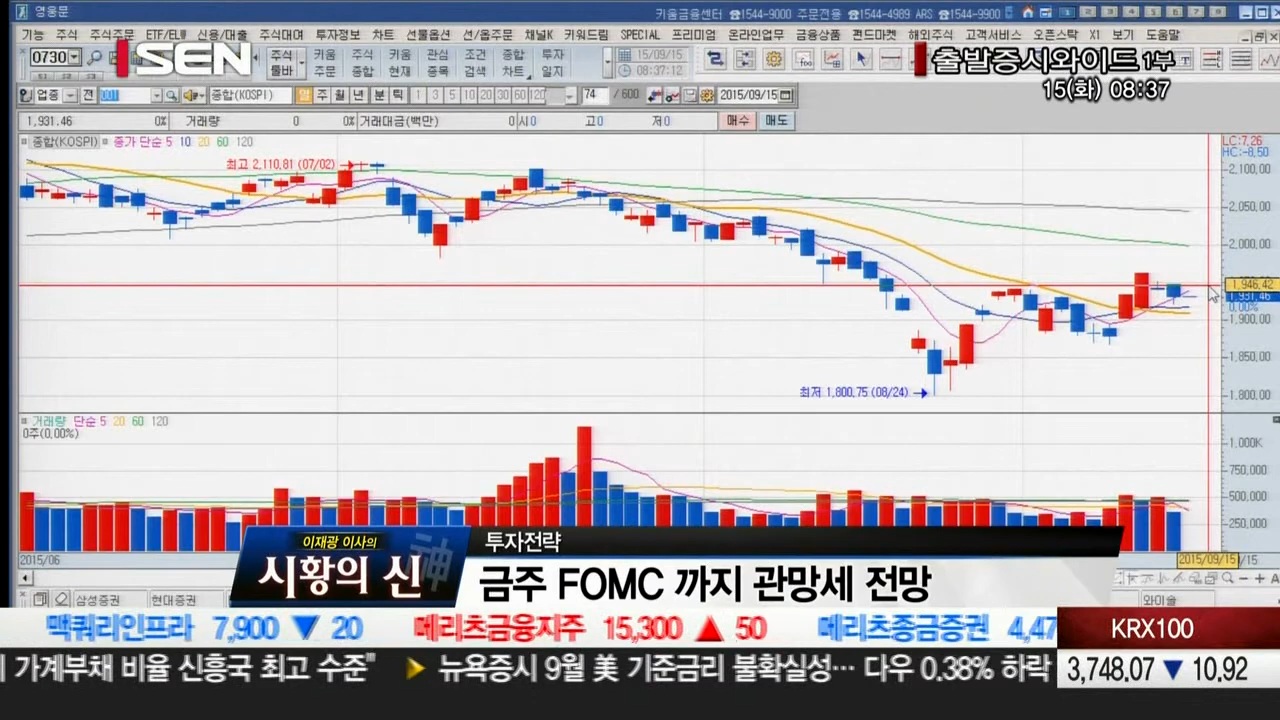 영웅문
키움금융센터 ☎1544-9000 주문전용 ☎1544-4989 ARS ☎1544-9900
기능 주식 주식주문 ETF/ELW 신용/대출 주식대여 투자정보 차트 선물옵션 선/옵주문 채널K 키워드림 SPECIAL 프리미엄 온라인업무 금융상품 펀드마켓 해외주식 고객서비스 오픈스탁 X1 보기 도움말
SEN
0730
주식 키움 주식 관심 조건 종합 투자
물바 주문 종합 현재 종목 검색 차트 일지
15/09/15
08:37:12
출발증시와이드 1부
15(화) 08:37
업종 전 001 종합(KOSPI) 일 주 월 년 분 틱 1 3 5 10 20 30 60 120 74 / 600 2015/09/15
1,931.46 0% 거래량 0 0% 거래대금(백만) 0 시0 고0 저0 매수 매도
종합(KOSPI) 종가 단순 5 10 20 60 120
LC:7,26
HC:-8,50
최고 2,110,81 (07/02)
2,100,00
2,050,00
2,000,00
1,946,42
1,931,46
0,00%
1,900,00
1,850,00
최저 1,800,75 (08/24)
1,800,00
거래량 단순 5 20 60 120
0주(0,00%)
1,000K
750,000
500,000
250,000
2015/06
2015/09/15
/15
이재광 이사의
시황의 신
神
투자전략
금주 FOMC 까지 관망세 전망
삼성증권 현대증권 와이솔
맥쿼리인프라 7,900 ▼ 20 메리츠금융지주 15,300 ▲ 50 메리츠종금증권 4,47
KRX100
가계부채 비율 신흥국 최고 수준" ▶ 뉴욕증시 9월 美 기준금리 불확실성… 다우 0.38% 하락
3,748.07 ▼ 10.92